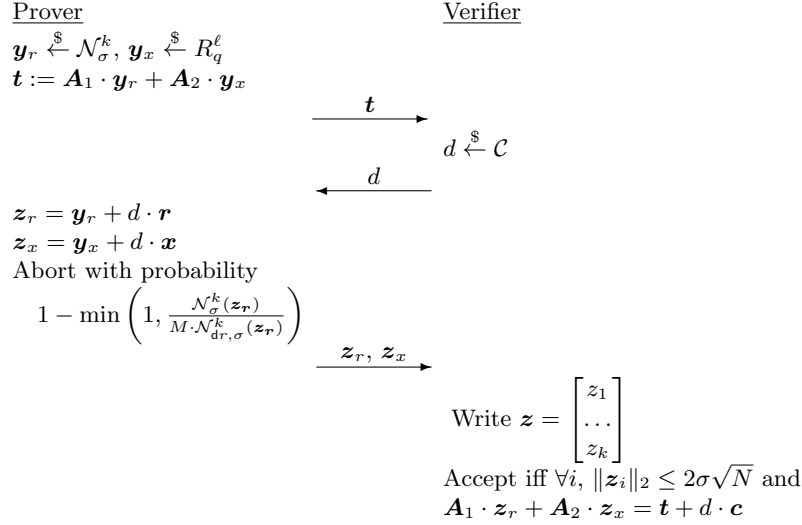 Prover Verifier
𝒚_r ←$ 𝒩_σ^k, 𝒚_x ←$ R_q^ℓ
𝒕 := 𝑨_1 · 𝒚_r + 𝑨_2 · 𝒚_x
𝒕
d ←$ 𝒞
d
𝒛_r = 𝒚_r + d · 𝒓
𝒛_x = 𝒚_x + d · 𝒙
Abort with probability
1 − min (1, 𝒩_σ^k(𝒛_𝒓) / M·𝒩_{dr,σ}^k(𝒛_𝒓))
𝒛_r, 𝒛_x
Write 𝒛 = [z_1 … z_k]
Accept iff ∀i, ∥𝒛_i∥_2 ≤ 2σ√N and
𝑨_1 · 𝒛_r + 𝑨_2 · 𝒛_x = 𝒕 + d · 𝒄